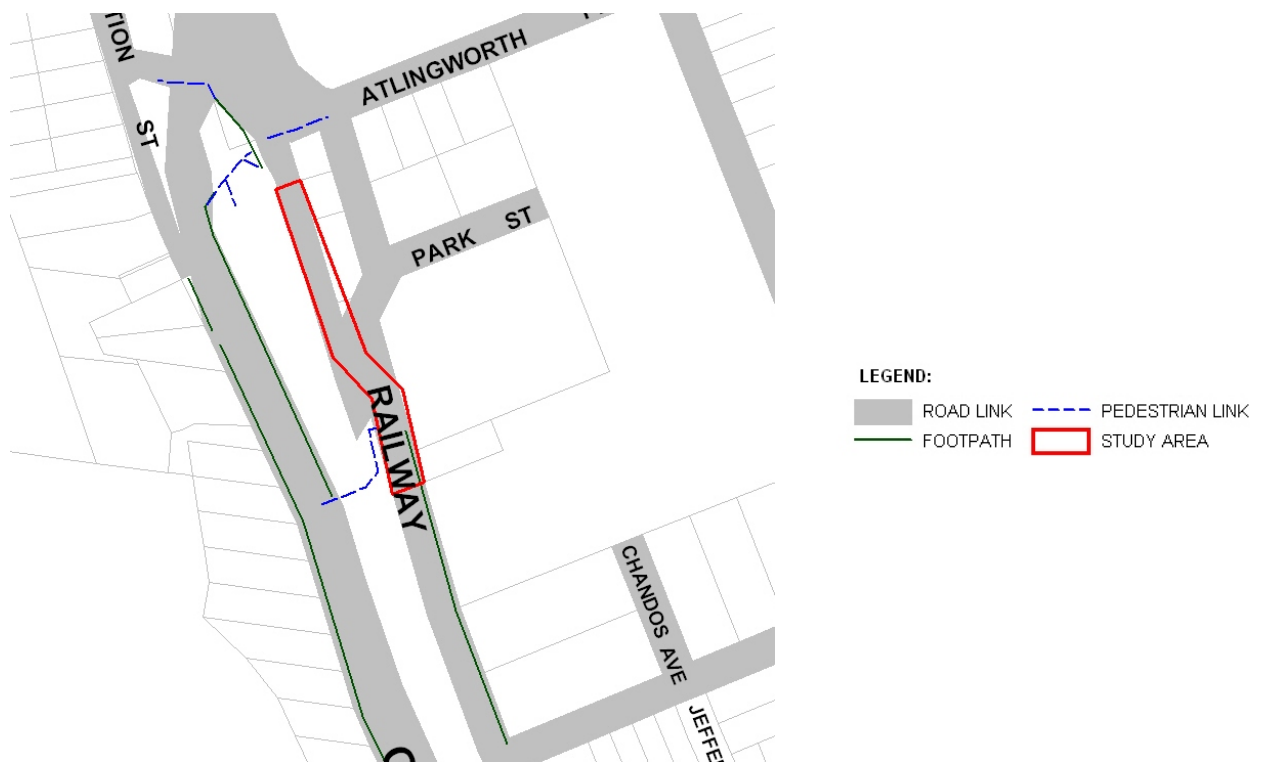 ST
ATLINGWORTH
PARK ST
RAILWAY
CHANDOS AVE
LEGEND:
ROAD LINK
PEDESTRIAN LINK
FOOTPATH
STUDY AREA